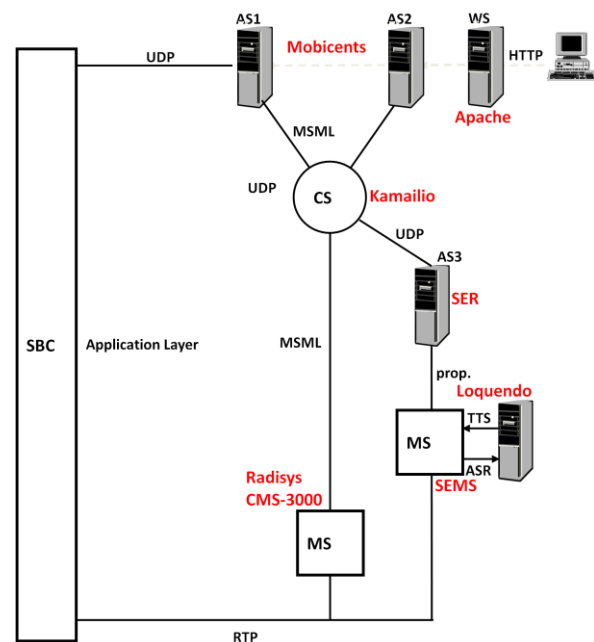 AS1
AS2
WS
Mobicents
HTTP
UDP
Apache
MSML
UDP
CS
Kamailio
UDP
AS3
SER
SBC
Application Layer
MSML
prop.
Loquendo
TTS
MS
ASR
SEMS
Radisys
CMS-3000
MS
RTP